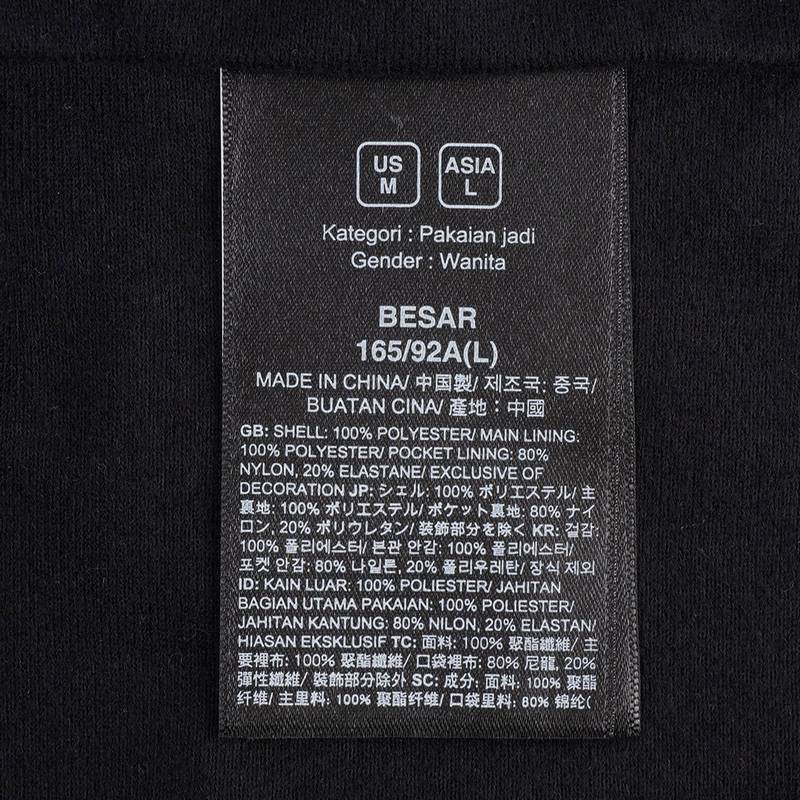 US
M
ASIA
L
Kategori : Pakaian jadi
Gender : Wanita
BESAR
165/92A(L)
MADE IN CHINA/ 中国製/ 제조국: 중국/
BUATAN CINA/ 產地：中國
GB: SHELL: 100% POLYESTER/ MAIN LINING:
100% POLYESTER/ POCKET LINING: 80%
NYLON, 20% ELASTANE/ EXCLUSIVE OF
DECORATION JP: シェル: 100% ポリエステル/ 主
裏地: 100% ポリエステル/ ポケット裏地: 80% ナイ
ロン, 20% ポリウレタン/ 装飾部分を除く KR: 겉감:
100% 폴리에스터/ 본관 안감: 100% 폴리에스터/
포켓 안감: 80% 나일론, 20% 폴리우레탄/ 장식 제외
ID: KAIN LUAR: 100% POLIESTER/ JAHITAN
BAGIAN UTAMA PAKAIAN: 100% POLIESTER/
JAHITAN KANTUNG: 80% NILON, 20% ELASTAN/
HIASAN EKSKLUSIF TC: 面料: 100% 聚酯纖維/ 主
要裡布: 100% 聚酯纖維/ 口袋裡布: 80% 尼龍, 20%
彈性纖維/ 裝飾部分除外 SC: 成分: 面料: 100% 聚酯
纤维/ 主里料: 100% 聚酯纤维/ 口袋里料: 80% 锦纶(